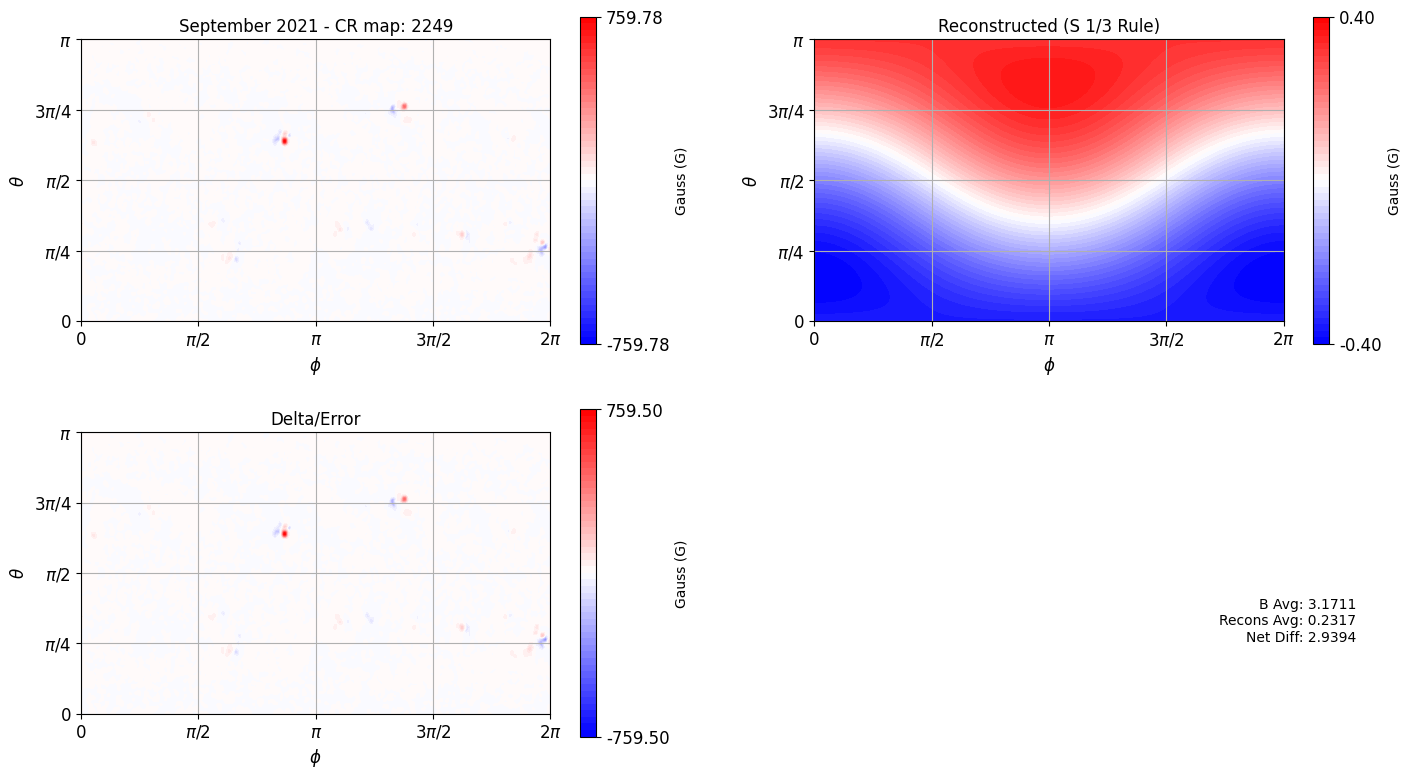 September 2021 - CR map: 2249
759.78
π
3π/4
θ π/2
π/4
0
0 π/2 π 3π/2 2π
ϕ
-759.78
Gauss (G)
Reconstructed (S 1/3 Rule)
0.40
π
3π/4
θ π/2
π/4
0
0 π/2 π 3π/2 2π
ϕ
-0.40
Gauss (G)
Delta/Error
759.50
π
3π/4
θ π/2
π/4
0
0 π/2 π 3π/2 2π
ϕ
-759.50
Gauss (G)
B Avg: 3.1711
Recons Avg: 0.2317
Net Diff: 2.9394